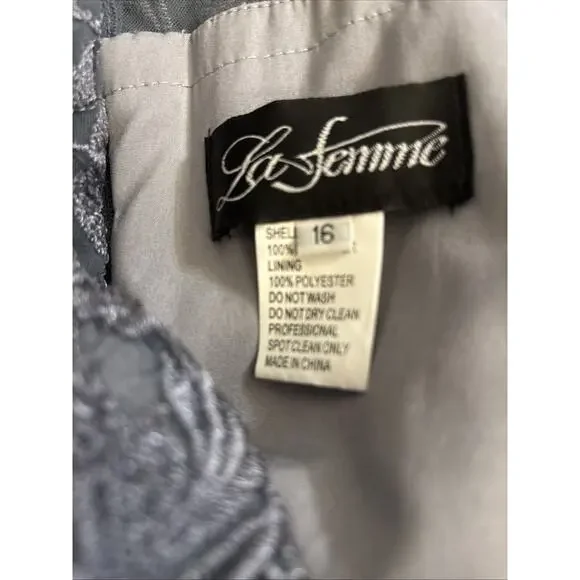 La Femme
16
SHEL
100%
LINING
100% POLYESTER
DO NOT WASH
DO NOT DRY CLEAN
PROFESSIONAL
SPOT CLEAN ONLY
MADE IN CHINA